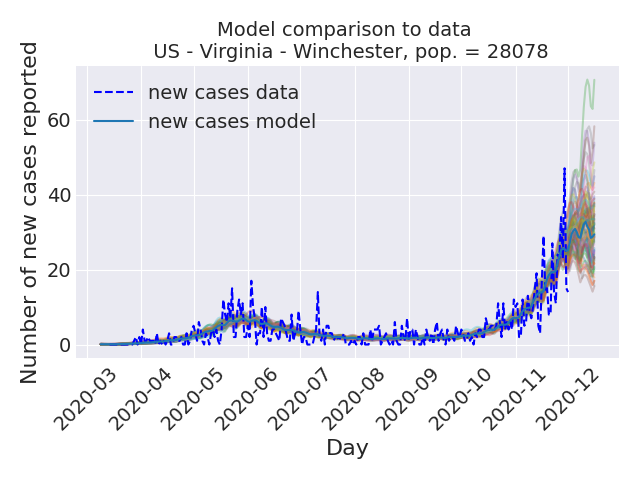 Model comparison to data
US - Virginia - Winchester, pop. = 28078
Number of new cases reported
new cases data
new cases model
60
40
20
0
2020-03
2020-04
2020-05
2020-06
2020-07
2020-08
2020-09
2020-10
2020-11
2020-12
Day